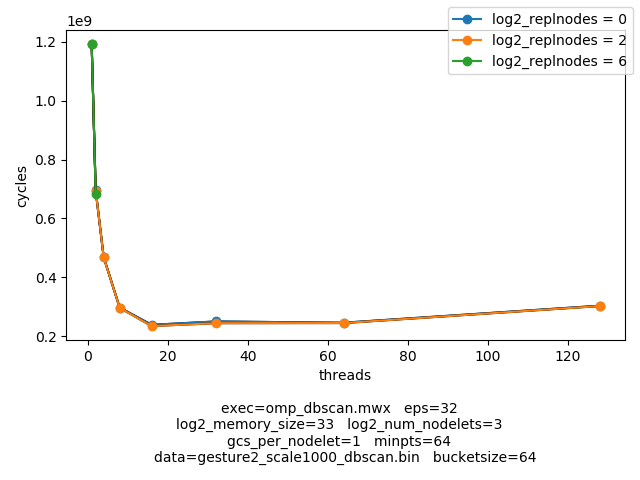 1e9
log2_replnodes = 0
log2_replnodes = 2
log2_replnodes = 6
1.2
1.0
0.8
0.6
0.4
0.2
cycles
0 20 40 60 80 100 120
threads
exec=omp_dbscan.mwx eps=32
log2_memory_size=33 log2_num_nodelets=3
gcs_per_nodelet=1 minpts=64
data=gesture2_scale1000_dbscan.bin bucketsize=64